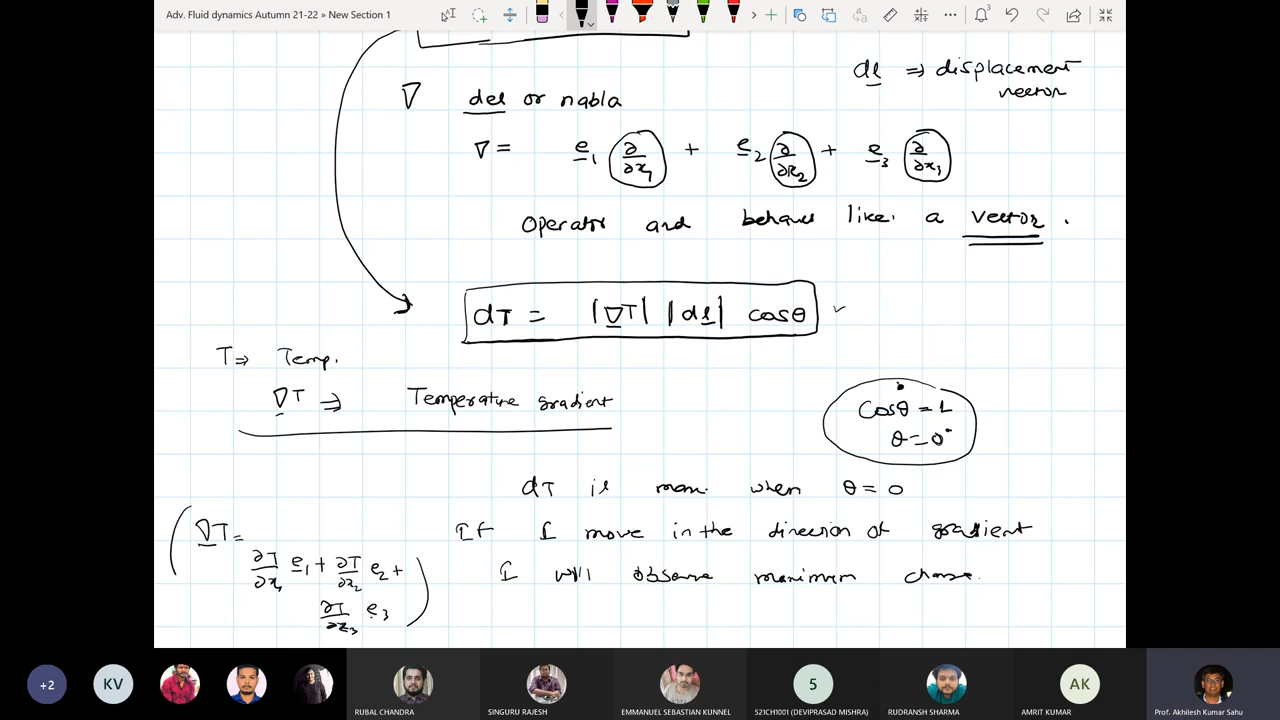 Adv. Fluid dynamics Autumn 21-22 » New Section 1
dl ⇒ displacement
vector
∇ del or nabla
∇ = e₁ ∂/∂x₁ + e₂ ∂/∂x₂ + e₃ ∂/∂x₃
operator and behaves like a vector.
dT = |∇T| |dl| cosθ
T ⇒ Temp.
∇T ⇒ Temperature gradient
cosθ = 1
θ = 0°
dT is max. when θ = 0
∇T =
∂T/∂x₁ e₁ + ∂T/∂x₂ e₂ +
∂T/∂x₃ e₃
If I move in the direction of gradient
I will observe maximum change.
+2
KV
RUBAL CHANDRA
SINGURU RAJESH
EMMANUEL SEBASTIAN KUNNEL
5
521CH1001 (DEVIPRASAD MISHRA)
RUDRANSH SHARMA
AK
AMRIT KUMAR
Prof. Akhilesh Kumar Sahu